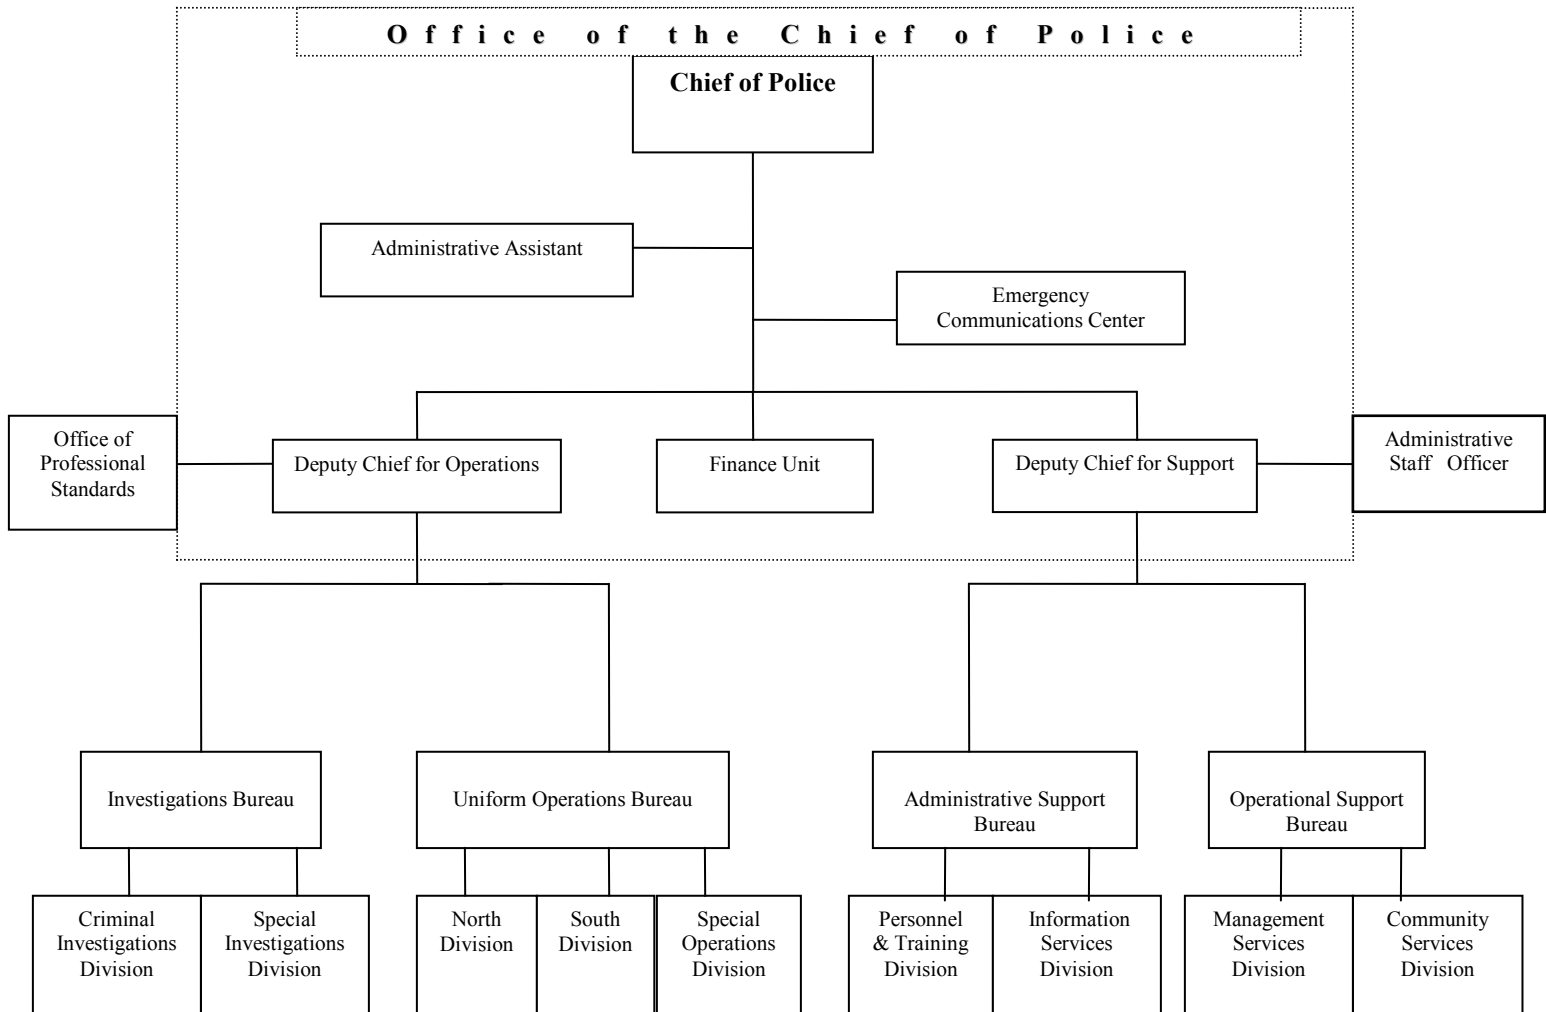 Office of the Chief of Police
Chief of Police
Administrative Assistant
Emergency
Communications Center
Office of
Professional
Standards
Deputy Chief for Operations
Finance Unit
Deputy Chief for Support
Administrative
Staff Officer
Investigations Bureau
Uniform Operations Bureau
Administrative Support
Bureau
Operational Support
Bureau
Criminal
Investigations
Division
Special
Investigations
Division
North
Division
South
Division
Special
Operations
Division
Personnel
& Training
Division
Information
Services
Division
Management
Services
Division
Community
Services
Division